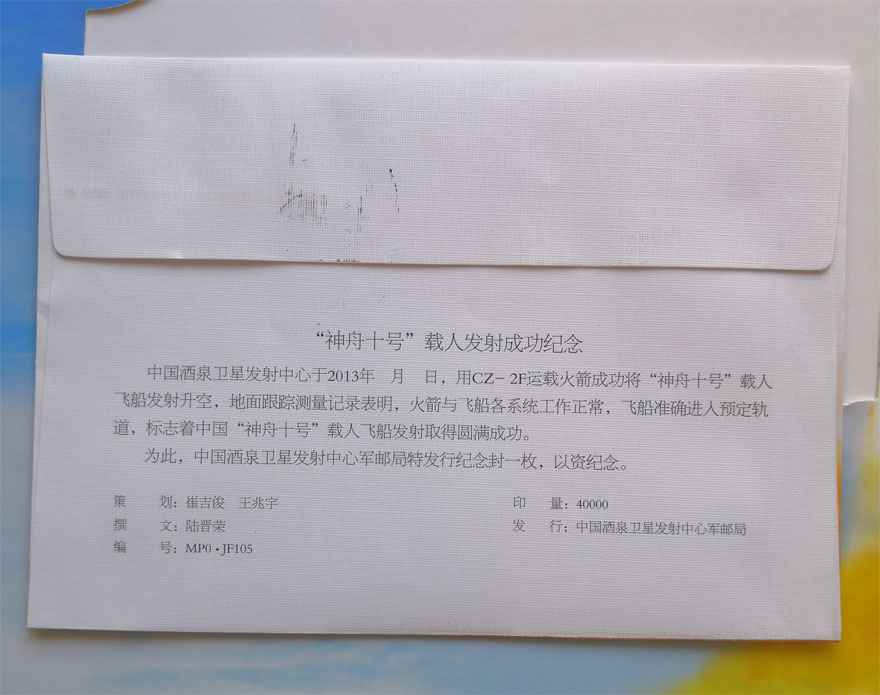 “神舟十号”载人发射成功纪念
中国酒泉卫星发射中心于2013年　月　日，用CZ－2F运载火箭成功将“神舟十号”载人
飞船发射升空，地面跟踪测量记录表明，火箭与飞船各系统工作正常，飞船准确进入预定轨
道，标志着中国“神舟十号”载人飞船发射取得圆满成功。
为此，中国酒泉卫星发射中心军邮局特发行纪念封一枚，以资纪念。
策　　划：崔吉俊　王兆宇
印　　量：40000
撰　　文：陆晋荣
发　　行：中国酒泉卫星发射中心军邮局
编　　号：MP0·JF105